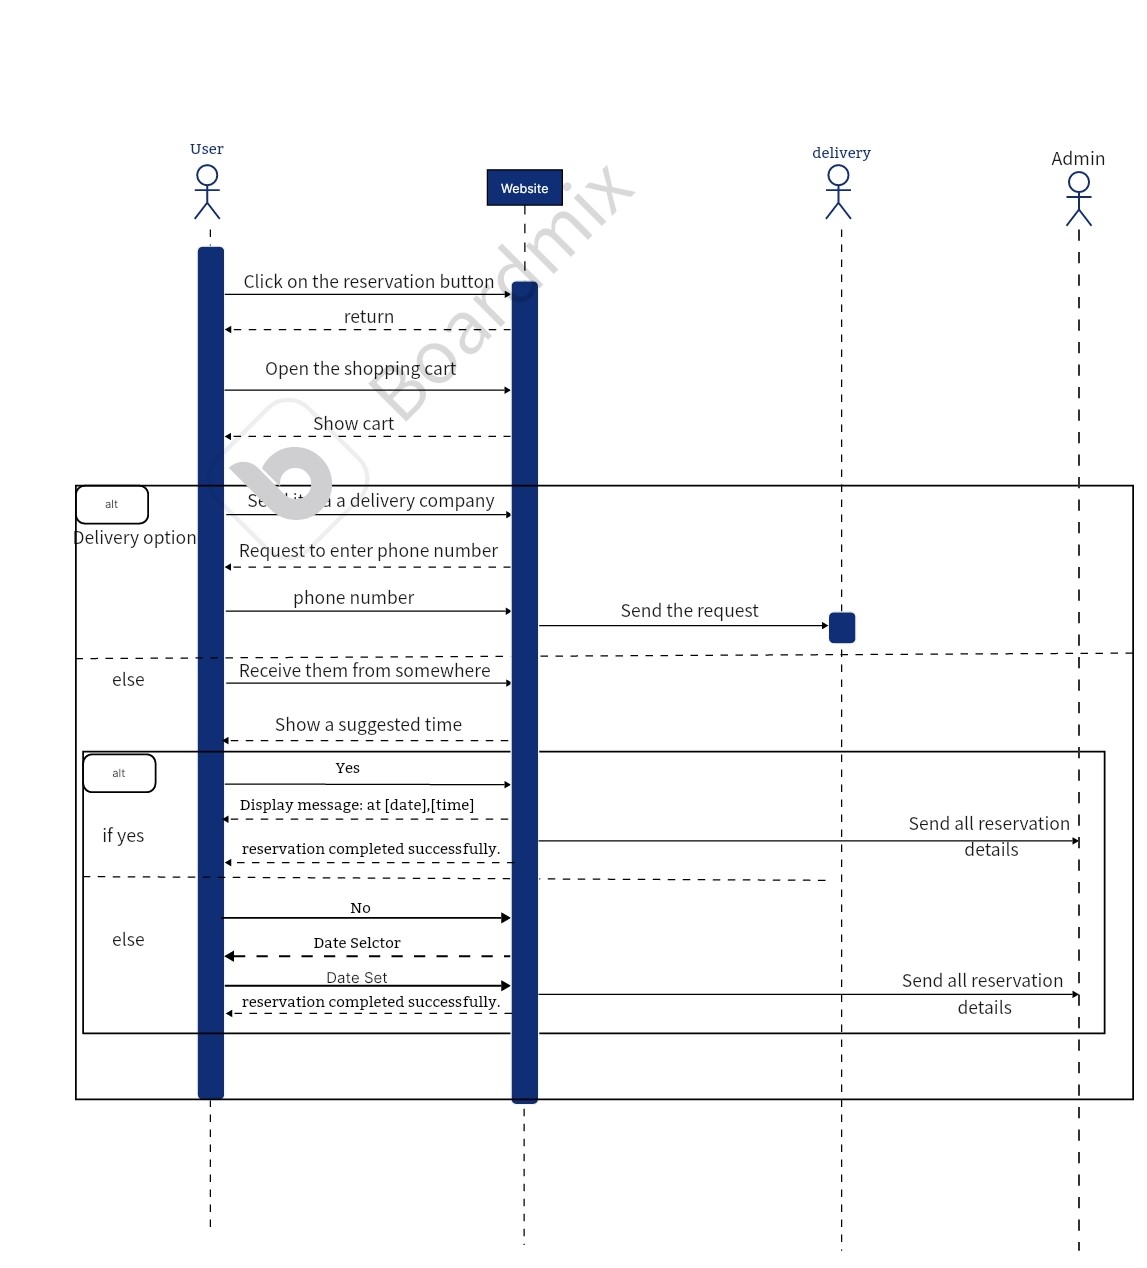 User
Website
delivery
Admin
Boardmix
Click on the reservation button
return
Open the shopping cart
Show cart
alt
a delivery company
Delivery option
Request to enter phone number
phone number
Send the request
else
Receive them from somewhere
Show a suggested time
alt
Yes
Display message: at [date],[time]
if yes
Send all reservation
details
reservation completed successfully.
No
else
Date Selctor
Date Set
Send all reservation
details
reservation completed successfully.